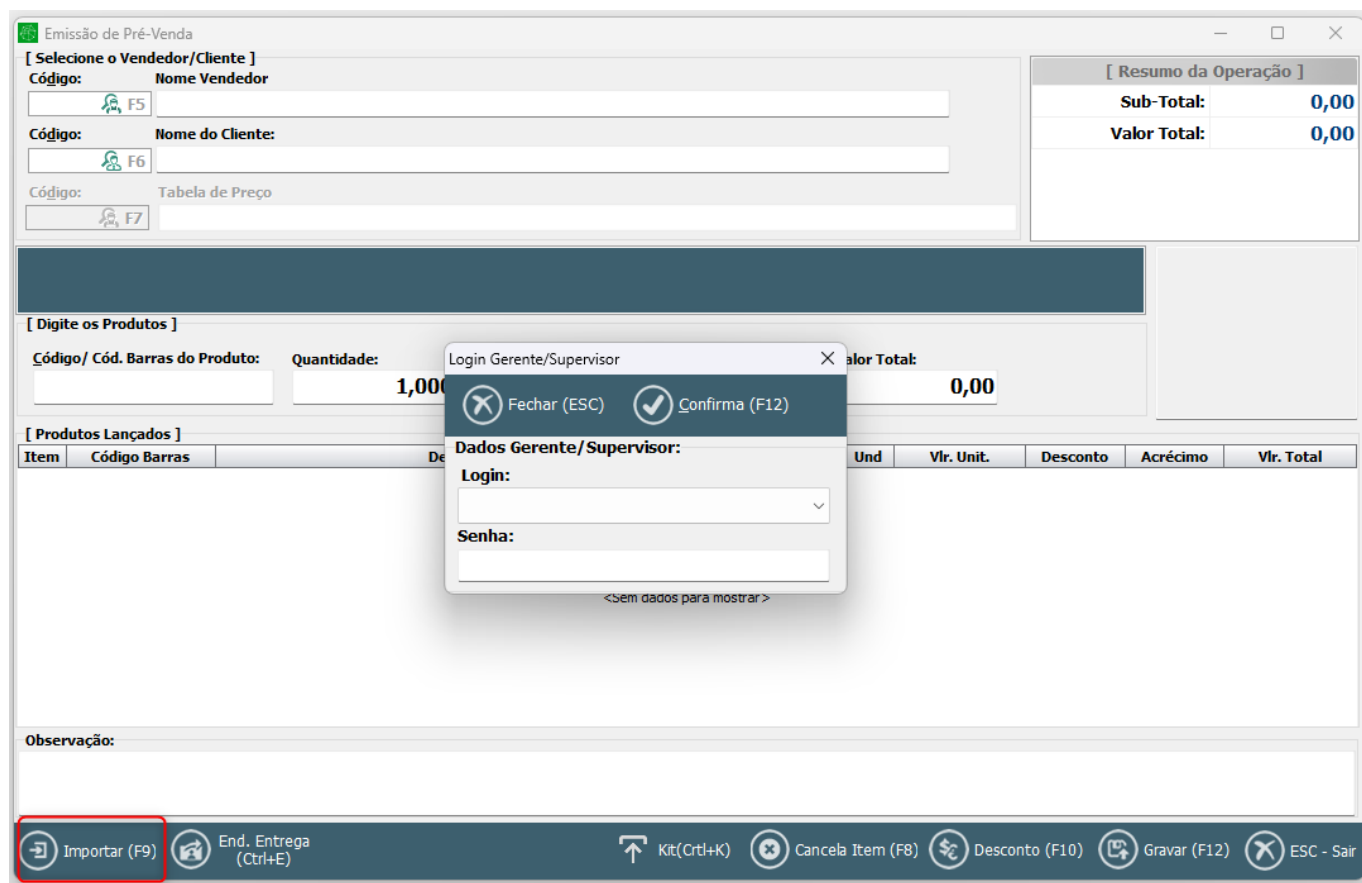 Emissão de Pré-Venda
[ Selecione o Vendedor/Cliente ]
Código: Nome Vendedor
F5
Código: Nome do Cliente:
F6
Código: Tabela de Preço
F7
[ Resumo da Operação ]
Sub-Total: 0,00
Valor Total: 0,00
[ Digite os Produtos ]
Código/ Cód. Barras do Produto: Quantidade: alor Total:
1,000 0,00
Login Gerente/Supervisor
Fechar (ESC) Confirma (F12)
Dados Gerente/Supervisor:
Login:
Senha:
[ Produtos Lançados ]
Item Código Barras De Und Vlr. Unit. Desconto Acrécimo Vlr. Total
<Sem dados para mostrar>
Observação:
Importar (F9) End. Entrega (Ctrl+E) Kit(Crtl+K) Cancela Item (F8) Desconto (F10) Gravar (F12) ESC - Sair